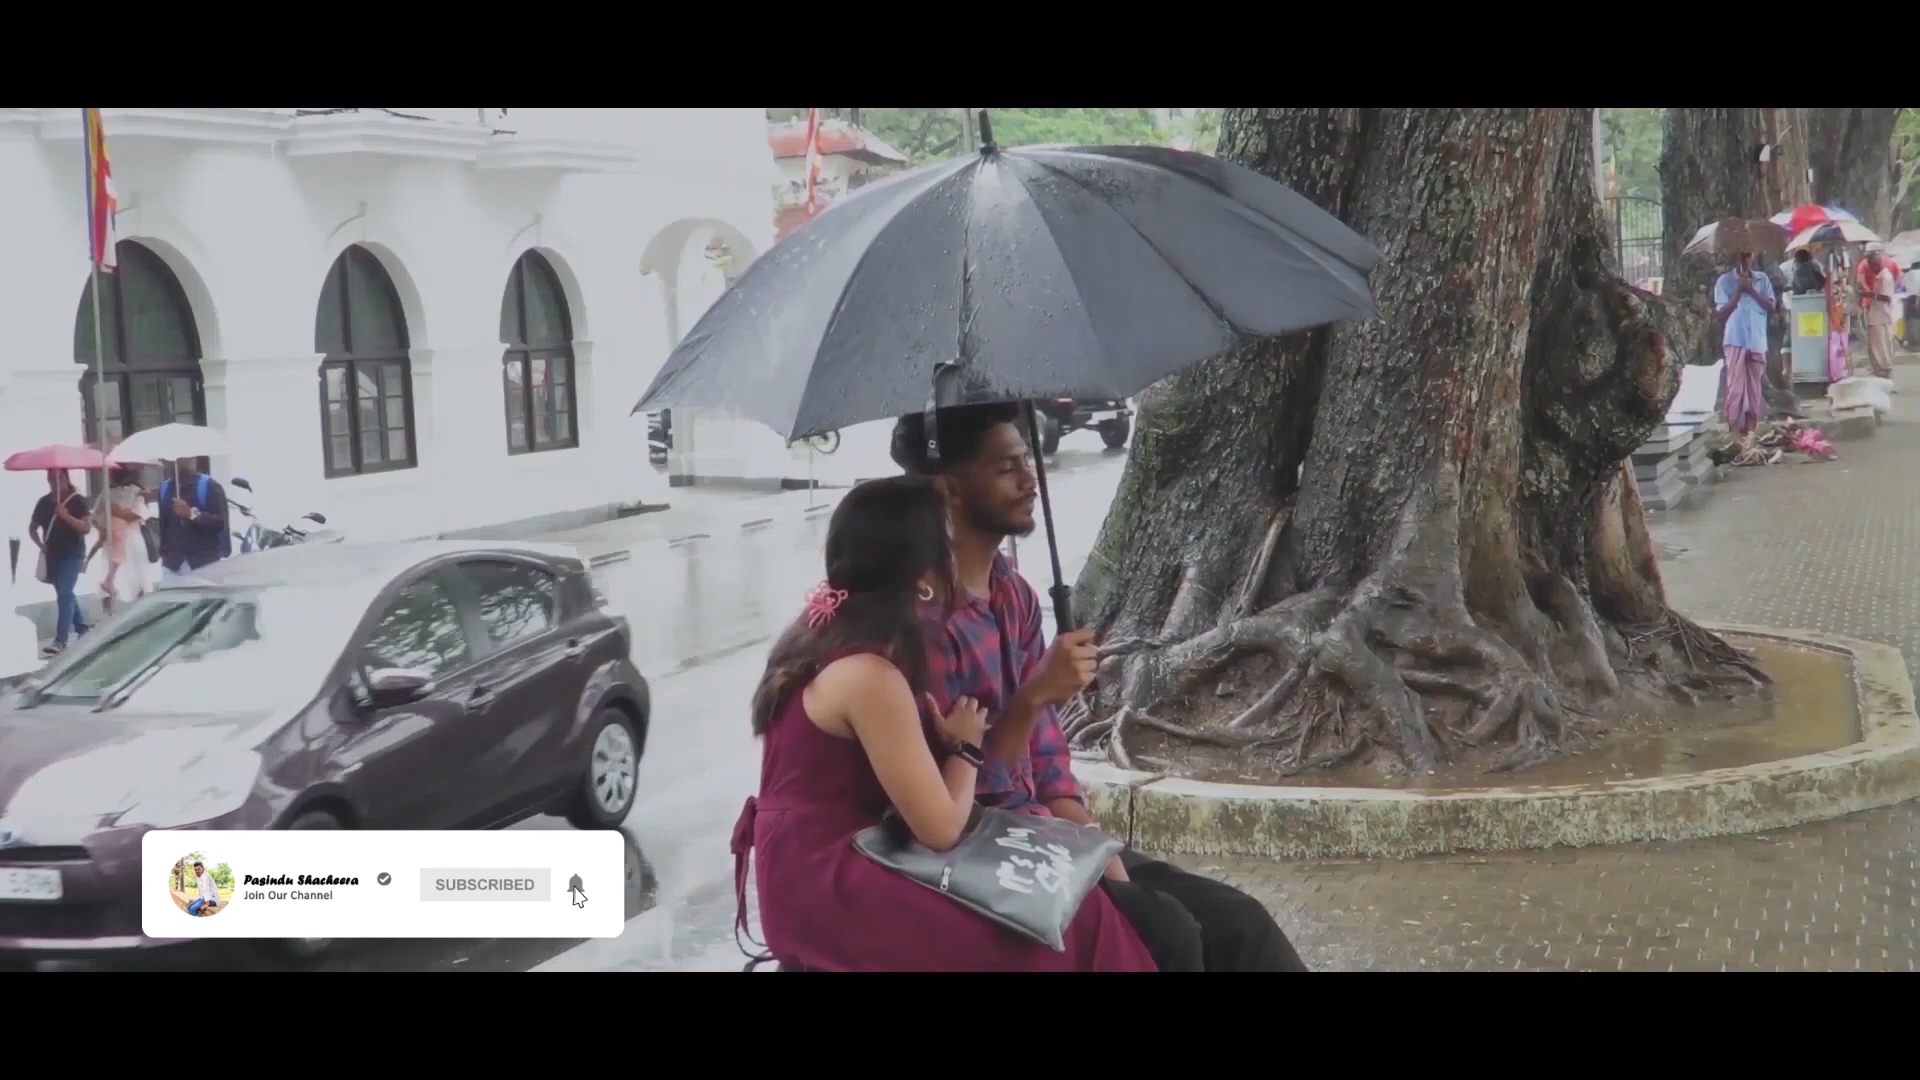 It's My
Style
Pasindu Shacheera
Join Our Channel
SUBSCRIBED